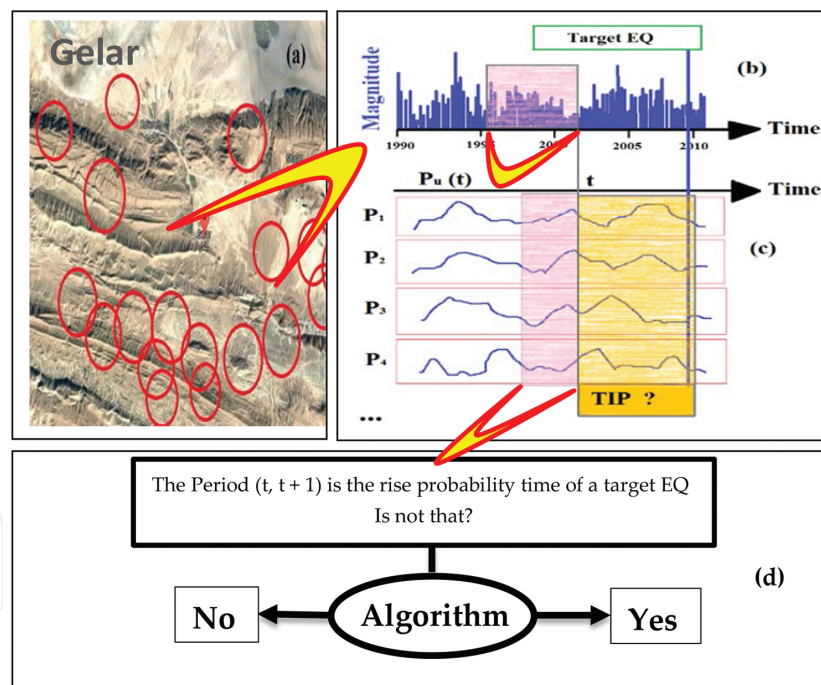 Gelar
(a)
Target EQ
(b)
Magnitude
Time
1990
2005
2010
Pu (t)
t
Time
P1
(c)
P2
P3
P4
TIP ?
...
The Period (t, t + 1) is the rise probability time of a target EQ
Is not that?
(d)
No
Algorithm
Yes